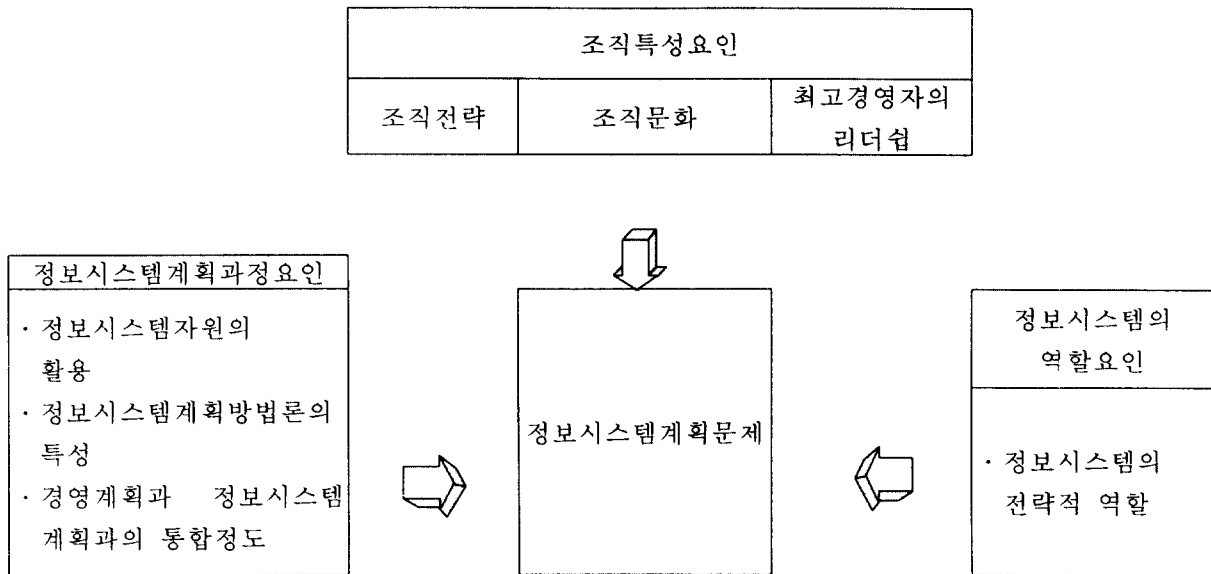 조직특성요인
조직전략
조직문화
최고경영자의
리더쉽
정보시스템계획과정요인
· 정보시스템자원의
활용
· 정보시스템계획방법론의
특성
· 경영계획과 정보시스템
계획과의 통합정도
정보시스템계획문제
정보시스템의
역할요인
· 정보시스템의
전략적 역할